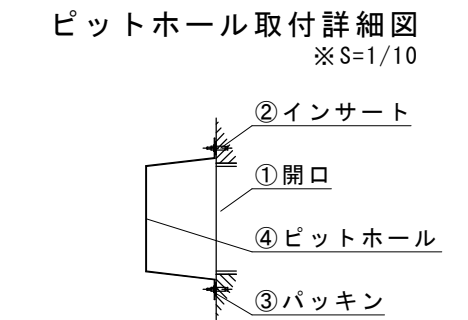 ピットホール取付詳細図
※S=1/10
②インサート
①開口
④ピットホール
③パッキン